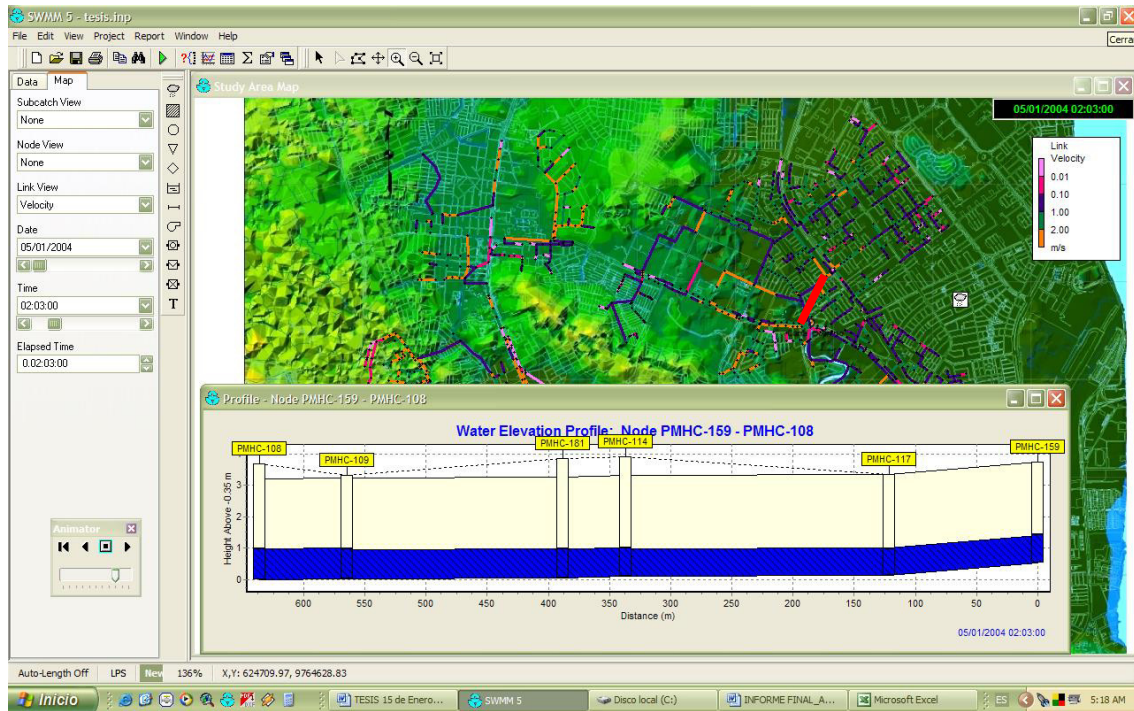 SWMM 5 - tesis.inp
File Edit View Project Report Window Help
Cerra
Data Map
Subcatch View
None
Node View
None
Link View
Velocity
Date
05/01/2004
Time
02:03:00
Elapsed Time
0.02:03:00
T
Study Area Map
05/01/2004 02:03:00
Link
Velocity
0.01
0.10
1.00
2.00
m/s
Animator
Profile - Node PMHC-159 - PMHC-108
Water Elevation Profile: Node PMHC-159 - PMHC-108
PMHC-108
PMHC-109
PMHC-181
PMHC-114
PMHC-117
PMHC-159
Height Above -0.35 m
3
2
1
0
600 550 500 450 400 350 300 250 200 150 100 50 0
Distance (m)
05/01/2004 02:03:00
Auto-Length Off LPS New 136% X,Y: 624709.97, 9764628.83
Inicio TESIS 15 de Enero... SWMM 5 Disco local (C:) INFORME FINAL_A... Microsoft Excel ES 5:18 AM